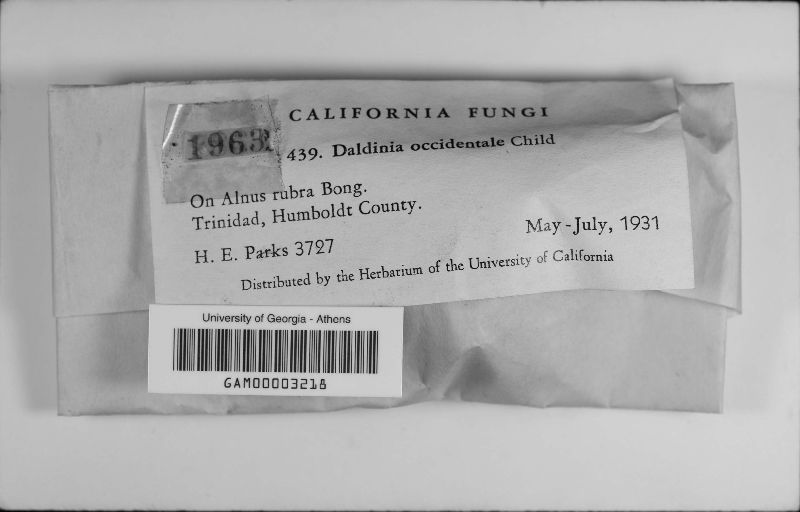 CALIFORNIA FUNGI
439. Daldinia occidentale Child
On Alnus rubra Bong.
Trinidad, Humboldt County.
May-July, 1931
H. E. Parks 3727
Distributed by the Herbarium of the University of California
University of Georgia - Athens
GAM00003218